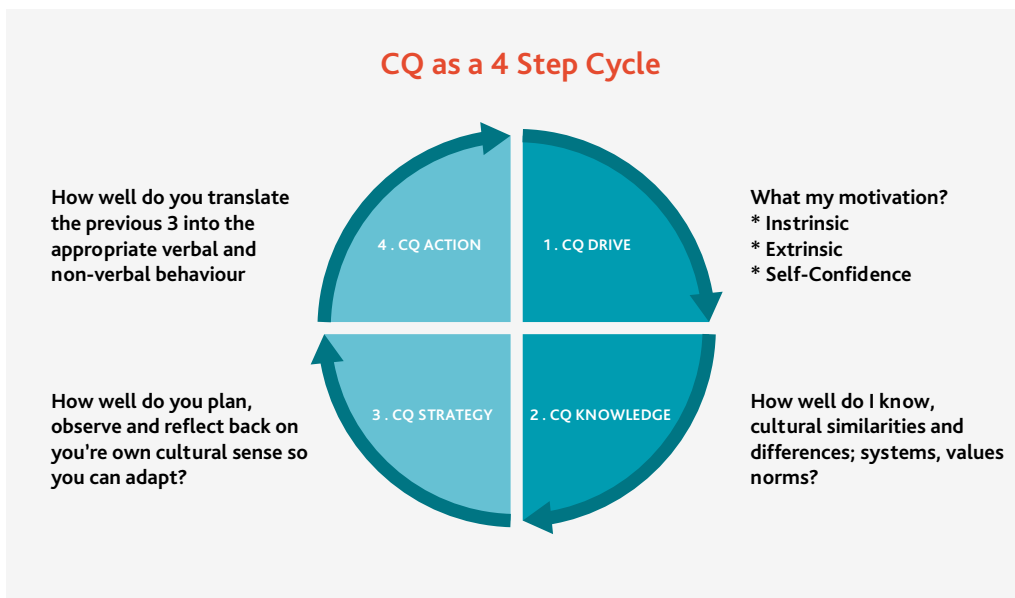 CQ as a 4 Step Cycle
How well do you translate
the previous 3 into the
appropriate verbal and
non-verbal behaviour
4 . CQ ACTION
1 . CQ DRIVE
What my motivation?
* Instrinsic
* Extrinsic
* Self-Confidence
How well do you plan,
observe and reflect back on
you're own cultural sense so
you can adapt?
3 . CQ STRATEGY
2 . CQ KNOWLEDGE
How well do I know,
cultural similarities and
differences; systems, values
norms?